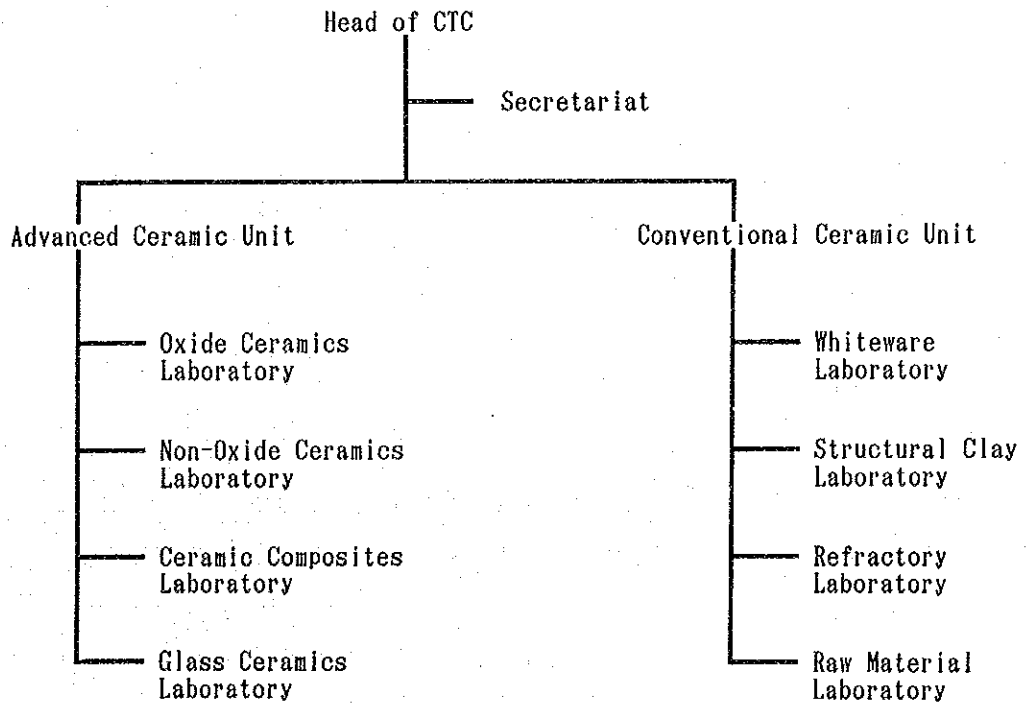 Head of CTC
Secretariat
Advanced Ceramic Unit
Conventional Ceramic Unit
Oxide Ceramics
Laboratory
Non-Oxide Ceramics
Laboratory
Ceramic Composites
Laboratory
Glass Ceramics
Laboratory
Whiteware
Laboratory
Structural Clay
Laboratory
Refractory
Laboratory
Raw Material
Laboratory